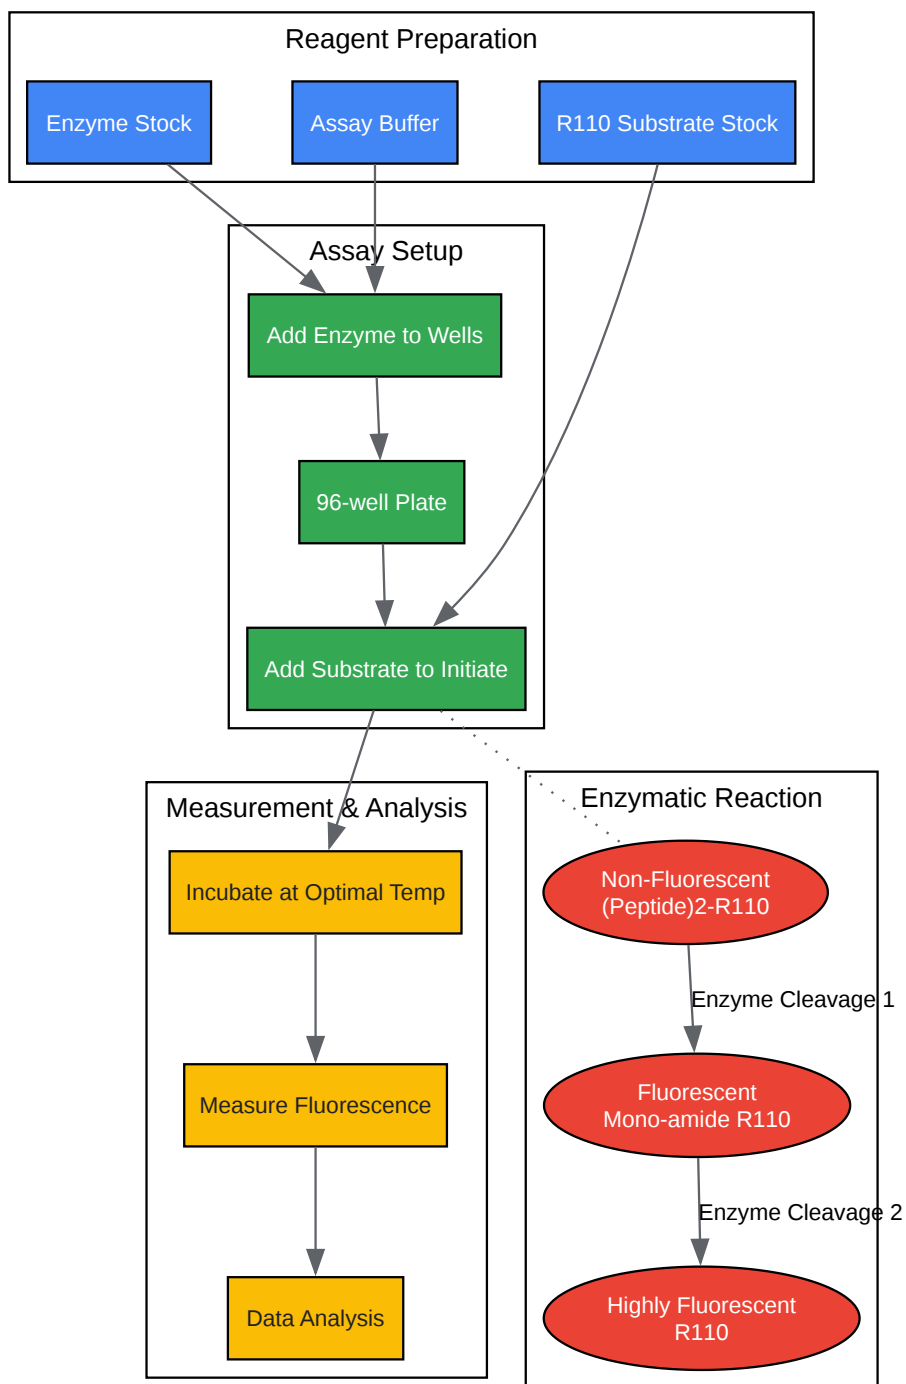 Reagent Preparation
Enzyme Stock
Assay Buffer
R110 Substrate Stock
Assay Setup
Add Enzyme to Wells
96-well Plate
Add Substrate to Initiate
Measurement & Analysis
Incubate at Optimal Temp
Measure Fluorescence
Data Analysis
Enzymatic Reaction
Non-Fluorescent
(Peptide)2-R110
Enzyme Cleavage 1
Fluorescent
Mono-amide R110
Enzyme Cleavage 2
Highly Fluorescent
R110